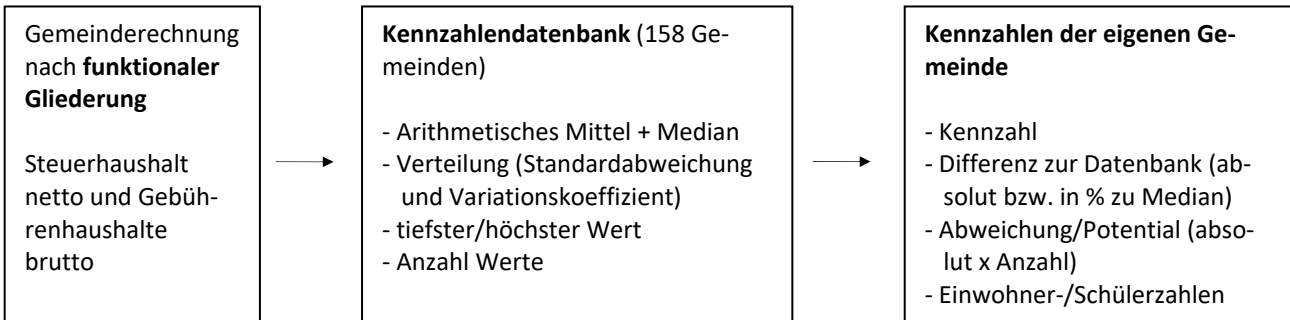 Gemeinderechnung
nach funktionaler
Gliederung
Steuerhaushalt
netto und Gebüh-
renhaushalte
brutto
Kennzahlendatenbank (158 Ge-
meinden)
- Arithmetisches Mittel + Median
- Verteilung (Standardabweichung
und Variationskoeffizient)
- tiefster/höchster Wert
- Anzahl Werte
Kennzahlen der eigenen Ge-
meinde
- Kennzahl
- Differenz zur Datenbank (ab-
solut bzw. in % zu Median)
- Abweichung/Potential (abso-
lut x Anzahl)
- Einwohner-/Schülerzahlen